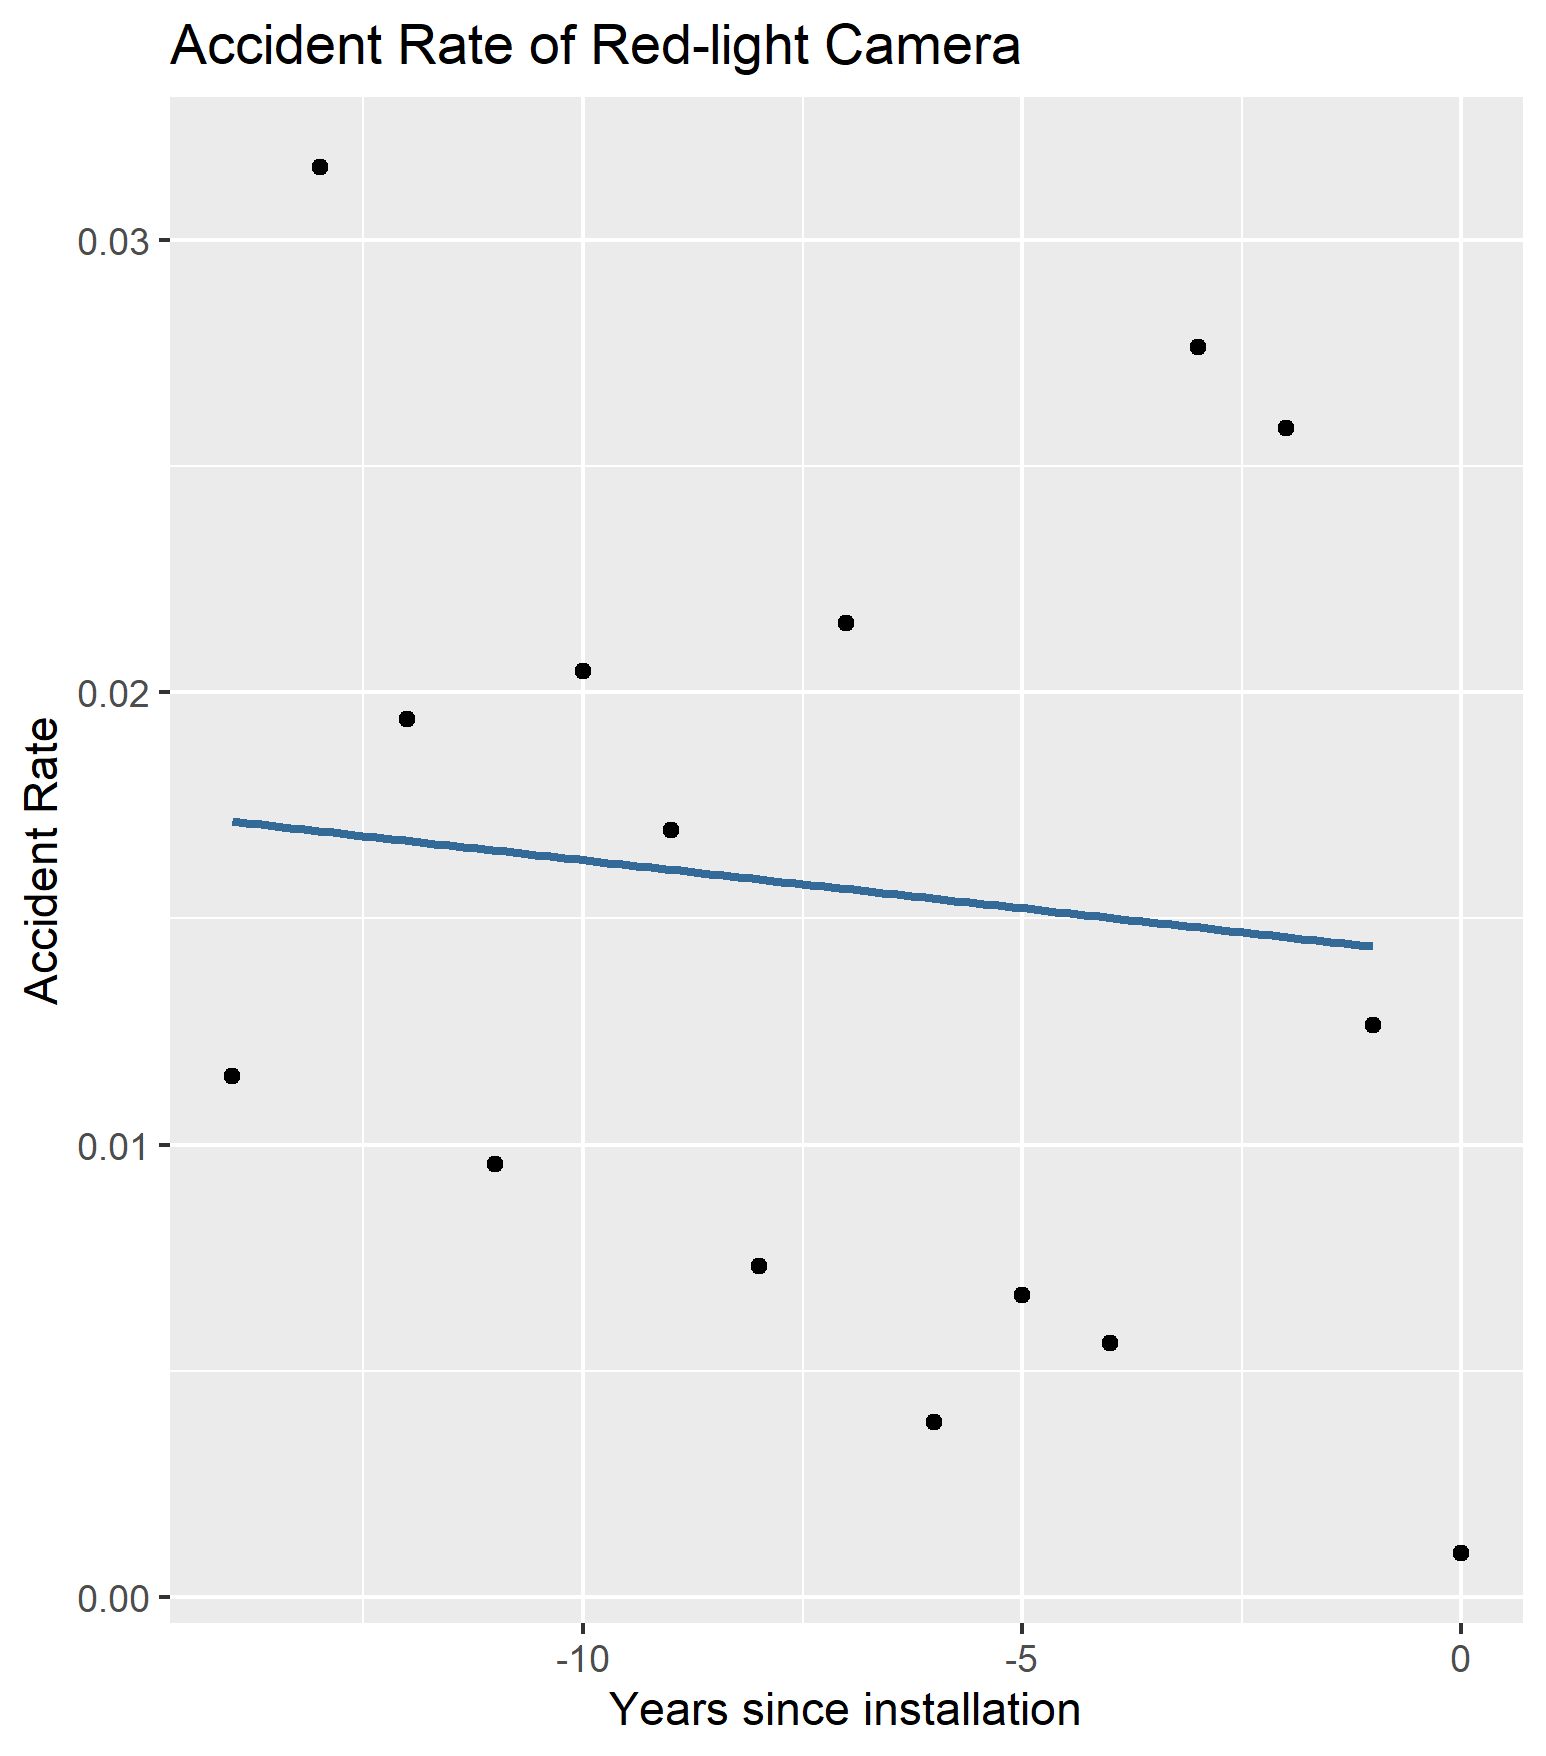 Accident Rate of Red-light Camera
Accident Rate
0.03
0.02
0.01
0.00
-10
-5
0
Years since installation